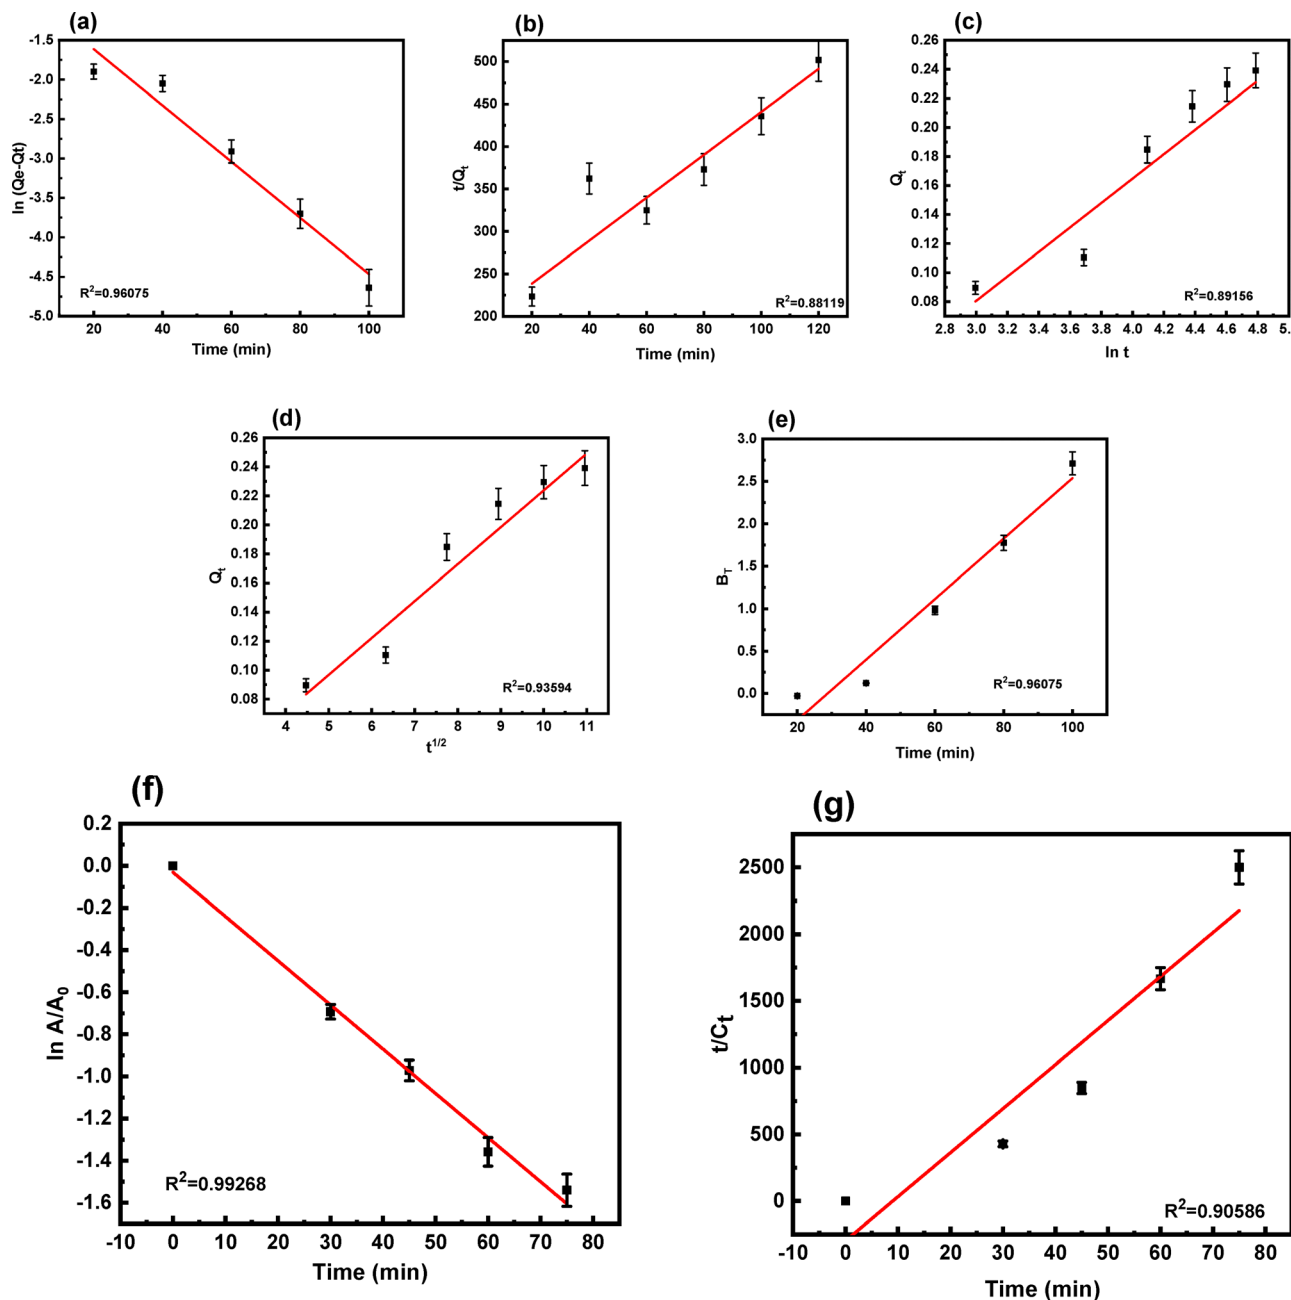 (a)
-1.5
-2.0
-2.5
-3.0
-3.5
-4.0
-4.5
-5.0
ln (Qe-Qt)
R²=0.96075
20 40 60 80 100
Time (min)
(b)
500
450
400
350
300
250
200
t/Qt
R²=0.88119
20 40 60 80 100 120
Time (min)
(c)
0.26
0.24
0.22
0.20
0.18
0.16
0.14
0.12
0.10
0.08
Qt
R²=0.89156
2.8 3.0 3.2 3.4 3.6 3.8 4.0 4.2 4.4 4.6 4.8 5.
ln t
(d)
0.26
0.24
0.22
0.20
0.18
0.16
0.14
0.12
0.10
0.08
Qt
R²=0.93594
4 5 6 7 8 9 10 11
t1/2
(e)
3.0
2.5
2.0
1.5
1.0
0.5
0.0
BT
R²=0.96075
20 40 60 80 100
Time (min)
(f)
0.2
0.0
-0.2
-0.4
-0.6
-0.8
-1.0
-1.2
-1.4
-1.6
ln A/A0
R²=0.99268
-10 0 10 20 30 40 50 60 70 80
Time (min)
(g)
2500
2000
1500
1000
500
0
t/Ct
R²=0.90586
-10 0 10 20 30 40 50 60 70 80
Time (min)